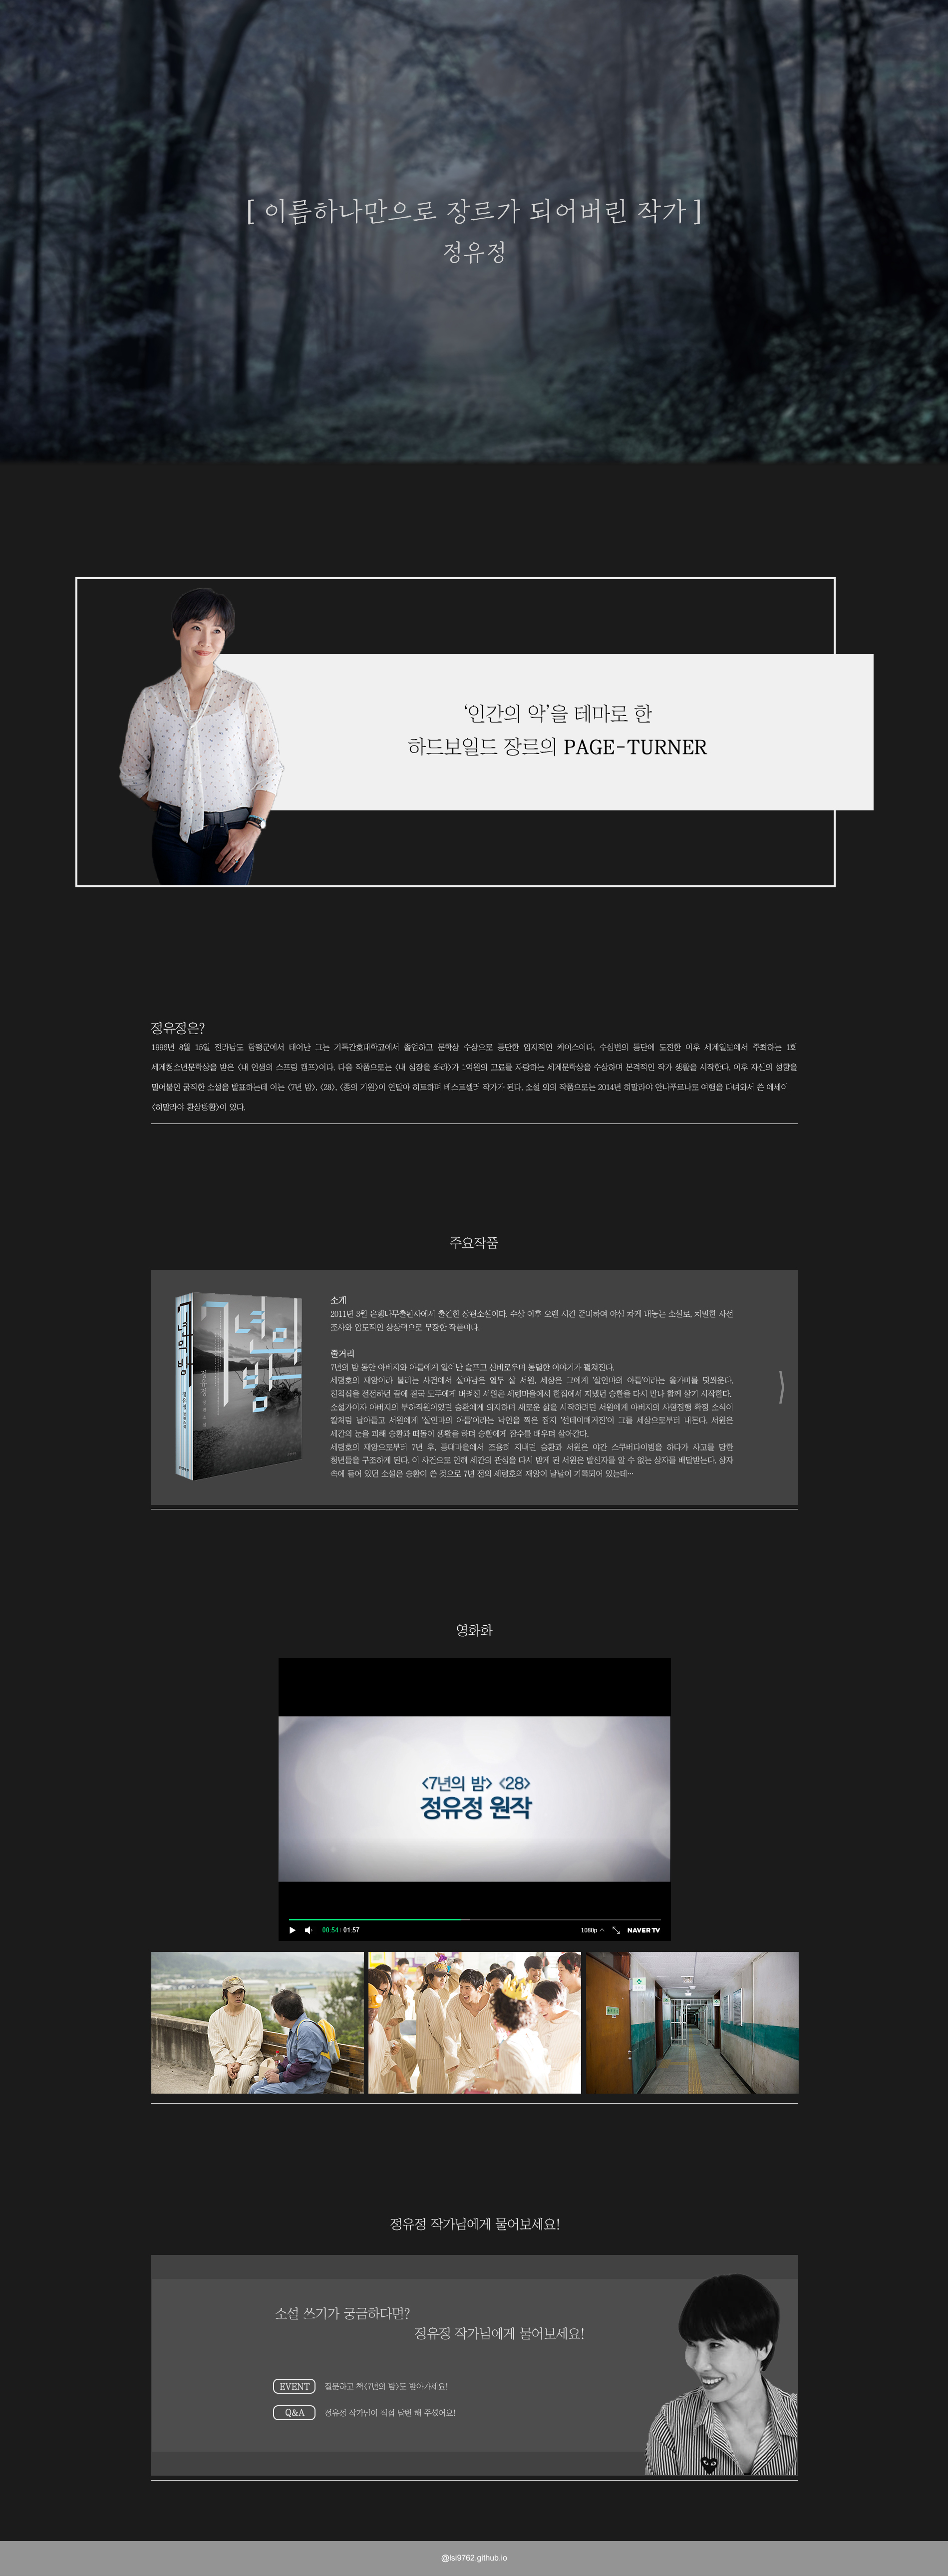 [ 이름하나만으로 장르가 되어버린 작가 ]
정유정
‘인간의 악’을 테마로 한
하드보일드 장르의 PAGE-TURNER
정유정은?
1996년 8월 15일 전라남도 함평군에서 태어난 그는 기독간호대학교에서 졸업하고 문학상 수상으로 등단한 입지적인 케이스이다. 수십번의 등단에 도전한 이후 세계일보에서 주최하는 1회
세계청소년문학상을 받은 <내 인생의 스프링 캠프>이다. 다음 작품으로는 <내 심장을 쏴라>가 1억원의 고료를 자랑하는 세계문학상을 수상하며 본격적인 작가 생활을 시작한다. 이후 자신의 성향을
밀어붙인 굵직한 소설을 발표하는데 이는 <7년 밤>, <28>, <종의 기원>이 연달아 히트하며 베스트셀러 작가가 된다. 소설 외의 작품으로는 2014년 히말라야 안나푸르나로 여행을 다녀와서 쓴 에세이
<히말라야 환상방황>이 있다.
주요작품
7년의 밤
정유정
소개
2011년 3월 은행나무출판사에서 출간한 장편소설이다. 수상 이후 오랜 시간 준비하여 야심 차게 내놓는 소설로, 치밀한 사전
조사와 압도적인 상상력으로 무장한 작품이다.
줄거리
7년의 밤 동안 아버지와 아들에게 일어난 슬프고 신비로우며 통렬한 이야기가 펼쳐진다.
세령호의 재앙이라 불리는 사건에서 살아남은 열두 살 서원, 세상은 그에게 '살인마의 아들'이라는 올가미를 덧씌운다.
친척집을 전전하던 끝에 결국 모두에게 버려진 서원은 세령마을에서 한집에서 지냈던 승환을 다시 만나 함께 살기 시작한다.
소설가이자 아버지의 부하직원이었던 승환에게 의지하며 새로운 삶을 시작하려던 서원에게 아버지의 사형집행 확정 소식이
칼처럼 날아들고 서원에게 '살인마의 아들'이라는 낙인을 찍은 잡지 '선데이매거진'이 그를 세상으로부터 내몬다. 서원은
세간의 눈을 피해 승환과 떠돌이 생활을 하며 승환에게 잠수를 배우며 살아간다.
세령호의 재앙으로부터 7년 후, 등대마을에서 조용히 지내던 승환과 서원은 야간 스쿠버다이빙을 하다가 사고를 당한
청년들을 구조하게 된다. 이 사건으로 인해 세간의 관심을 다시 받게 된 서원은 발신자를 알 수 없는 상자를 배달받는다. 상자
속에 들어 있던 소설은 승환이 쓴 것으로 7년 전의 세령호의 재앙이 낱낱이 기록되어 있는데…
영화화
<7년의 밤> <28>
정유정 원작
00:54 01:57
1080p NAVER TV
정유정 작가님에게 물어보세요!
소설 쓰기가 궁금하다면?
정유정 작가님에게 물어보세요!
EVENT 질문하고 책<7년의 밤>도 받아가세요!
Q&A 정유정 작가님이 직접 답변 해 주셨어요!
@lsi9762.github.io